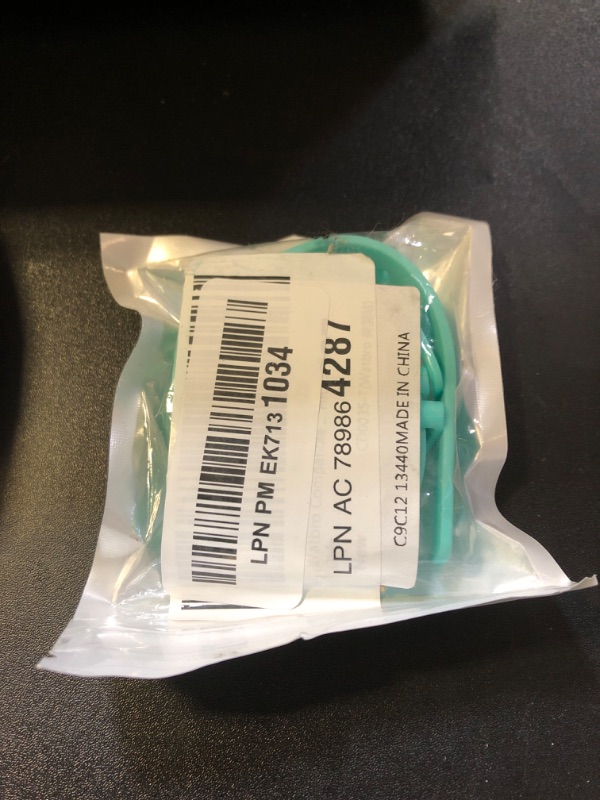 LPN PM EK713 1034
LPN AC 78986 4287
C9C12 13440MADE IN CHINA